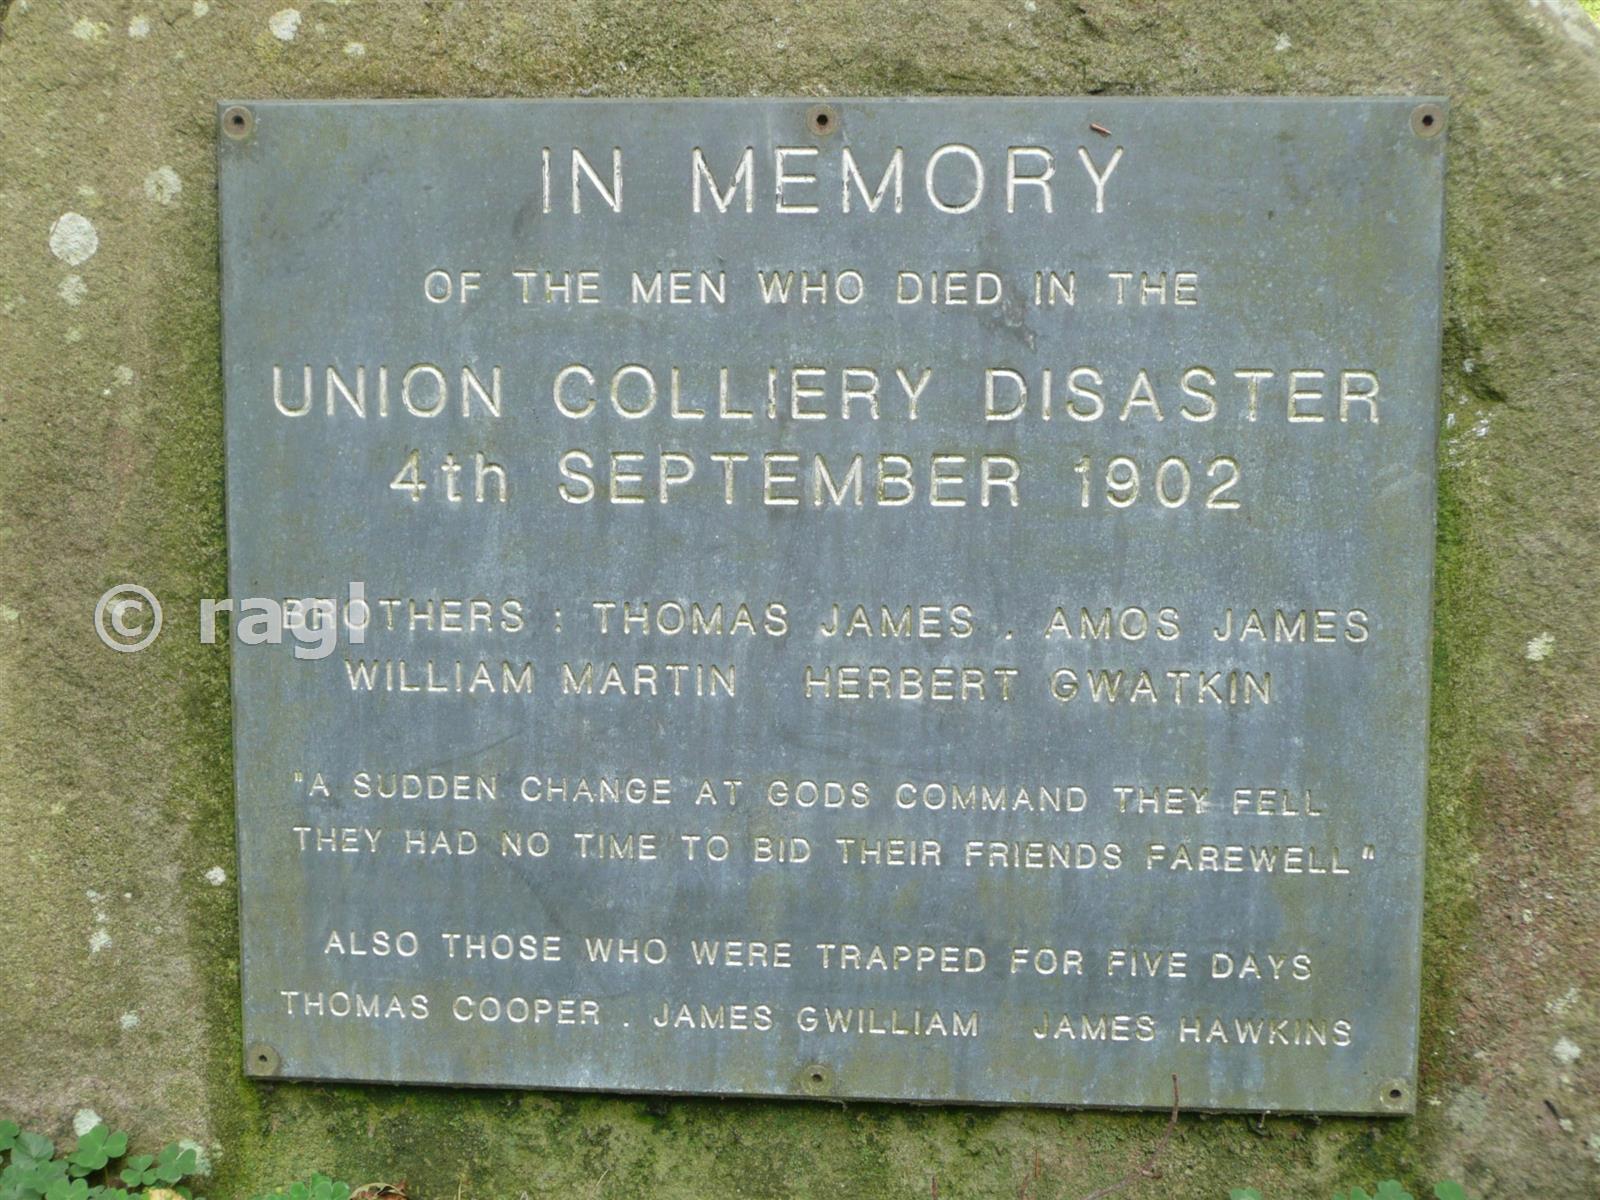 IN MEMORY
OF THE MEN WHO DIED IN THE
UNION COLLIERY DISASTER
4th SEPTEMBER 1902
© ragl
BROTHERS : THOMAS JAMES . AMOS JAMES
WILLIAM MARTIN HERBERT GWATKIN
"A SUDDEN CHANGE AT GODS COMMAND THEY FELL
THEY HAD NO TIME TO BID THEIR FRIENDS FAREWELL"
ALSO THOSE WHO WERE TRAPPED FOR FIVE DAYS
THOMAS COOPER . JAMES GWILLIAM JAMES HAWKINS